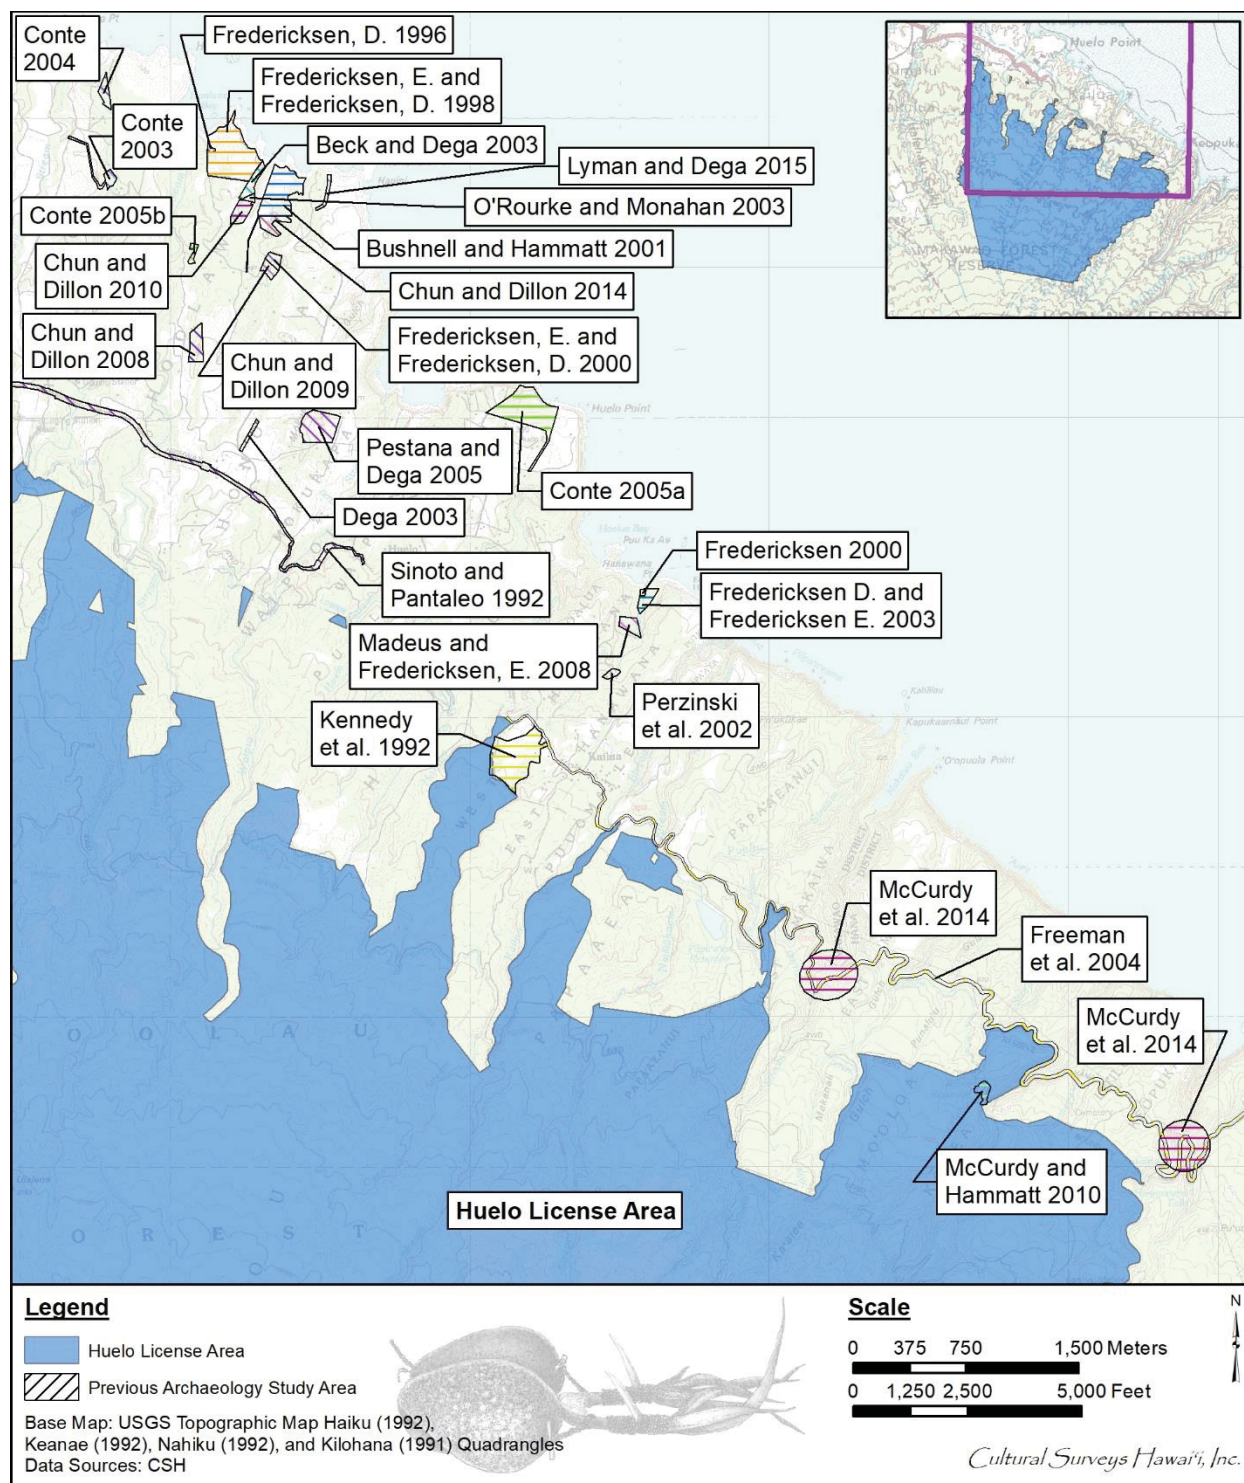 Conte
2004
Fredericksen, D. 1996
Fredericksen, E. and
Fredericksen, D. 1998
Conte
2003
Beck and Dega 2003
Lyman and Dega 2015
O'Rourke and Monahan 2003
Conte 2005b
Bushnell and Hammatt 2001
Chun and
Dillon 2010
Chun and Dillon 2014
Chun and
Dillon 2008
Fredericksen, E. and
Fredericksen, D. 2000
Chun and
Dillon 2009
Huelo Point
Pestana and
Dega 2005
Conte 2005a
Dega 2003
Sinoto and
Pantaleo 1992
Fredericksen 2000
Fredericksen D. and
Fredericksen E. 2003
Madeus and
Fredericksen, E. 2008
Perzinski
et al. 2002
Kennedy
et al. 1992
Kailua
McCurdy
et al. 2014
Freeman
et al. 2004
McCurdy
et al. 2014
McCurdy and
Hammatt 2010
Huelo License Area
Huelo Point
Legend
Huelo License Area
Previous Archaeology Study Area
Base Map: USGS Topographic Map Haiku (1992),
Keanae (1992), Nahiku (1992), and Kilohana (1991) Quadrangles
Data Sources: CSH
Scale
0 375 750 1,500 Meters
0 1,250 2,500 5,000 Feet
N
Cultural Surveys Hawai'i, Inc.